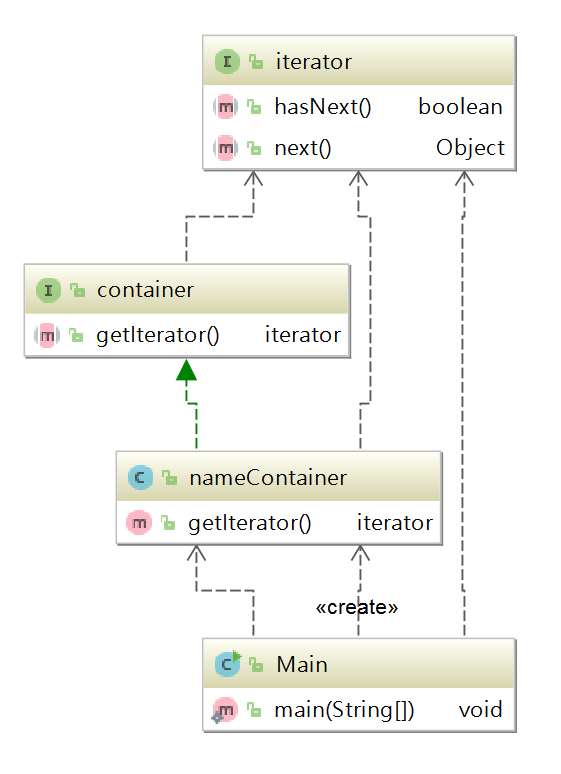 I iterator
m hasNext() boolean
m next() Object
I container
m getIterator() iterator
C nameContainer
m getIterator() iterator
«create»
C Main
m main(String[]) void